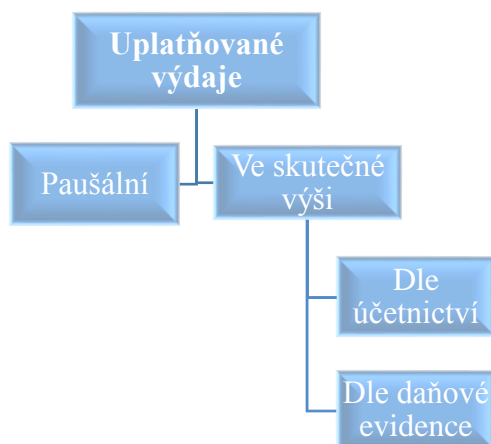 Uplatňované
výdaje
Paušální
Ve skutečné
výši
Dle
účetnictví
Dle daňové
evidence